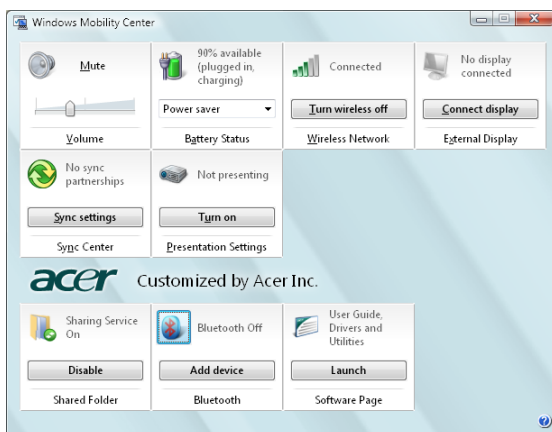 Windows Mobility Center
Mute
Volume
90% available
(plugged in,
charging)
Power saver
Battery Status
Connected
Turn wireless off
Wireless Network
No display
connected
Connect display
External Display
No sync
partnerships
Sync settings
Sync Center
Not presenting
Turn on
Presentation Settings
acer Customized by Acer Inc.
Sharing Service
On
Disable
Shared Folder
Bluetooth Off
Add device
Bluetooth
User Guide,
Drivers and
Utilities
Launch
Software Page